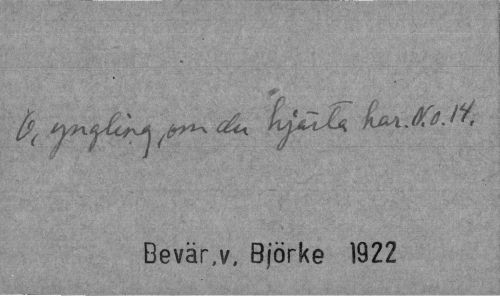 O, yngling, om du hjärta har. N.o. 14.
Bevär.v. Björke 1922